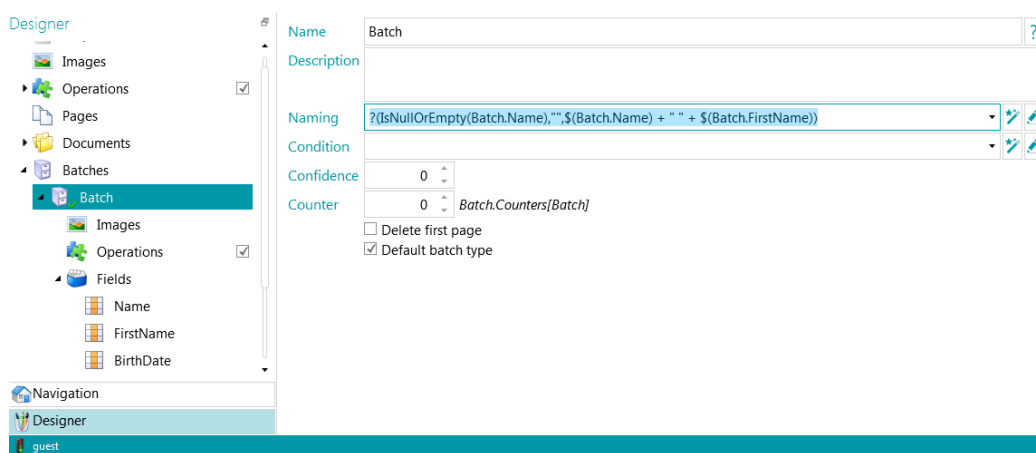 Designer
Images
Operations
Pages
Documents
Batches
Batch
Images
Operations
Fields
Name
FirstName
BirthDate
Navigation
Designer
guest
Name Batch ?
Description
Naming ?(IsNullOrEmpty(Batch.Name),"",$(Batch.Name) + " " + $(Batch.FirstName))
Condition
Confidence 0
Counter 0 Batch.Counters[Batch]
Delete first page
Default batch type